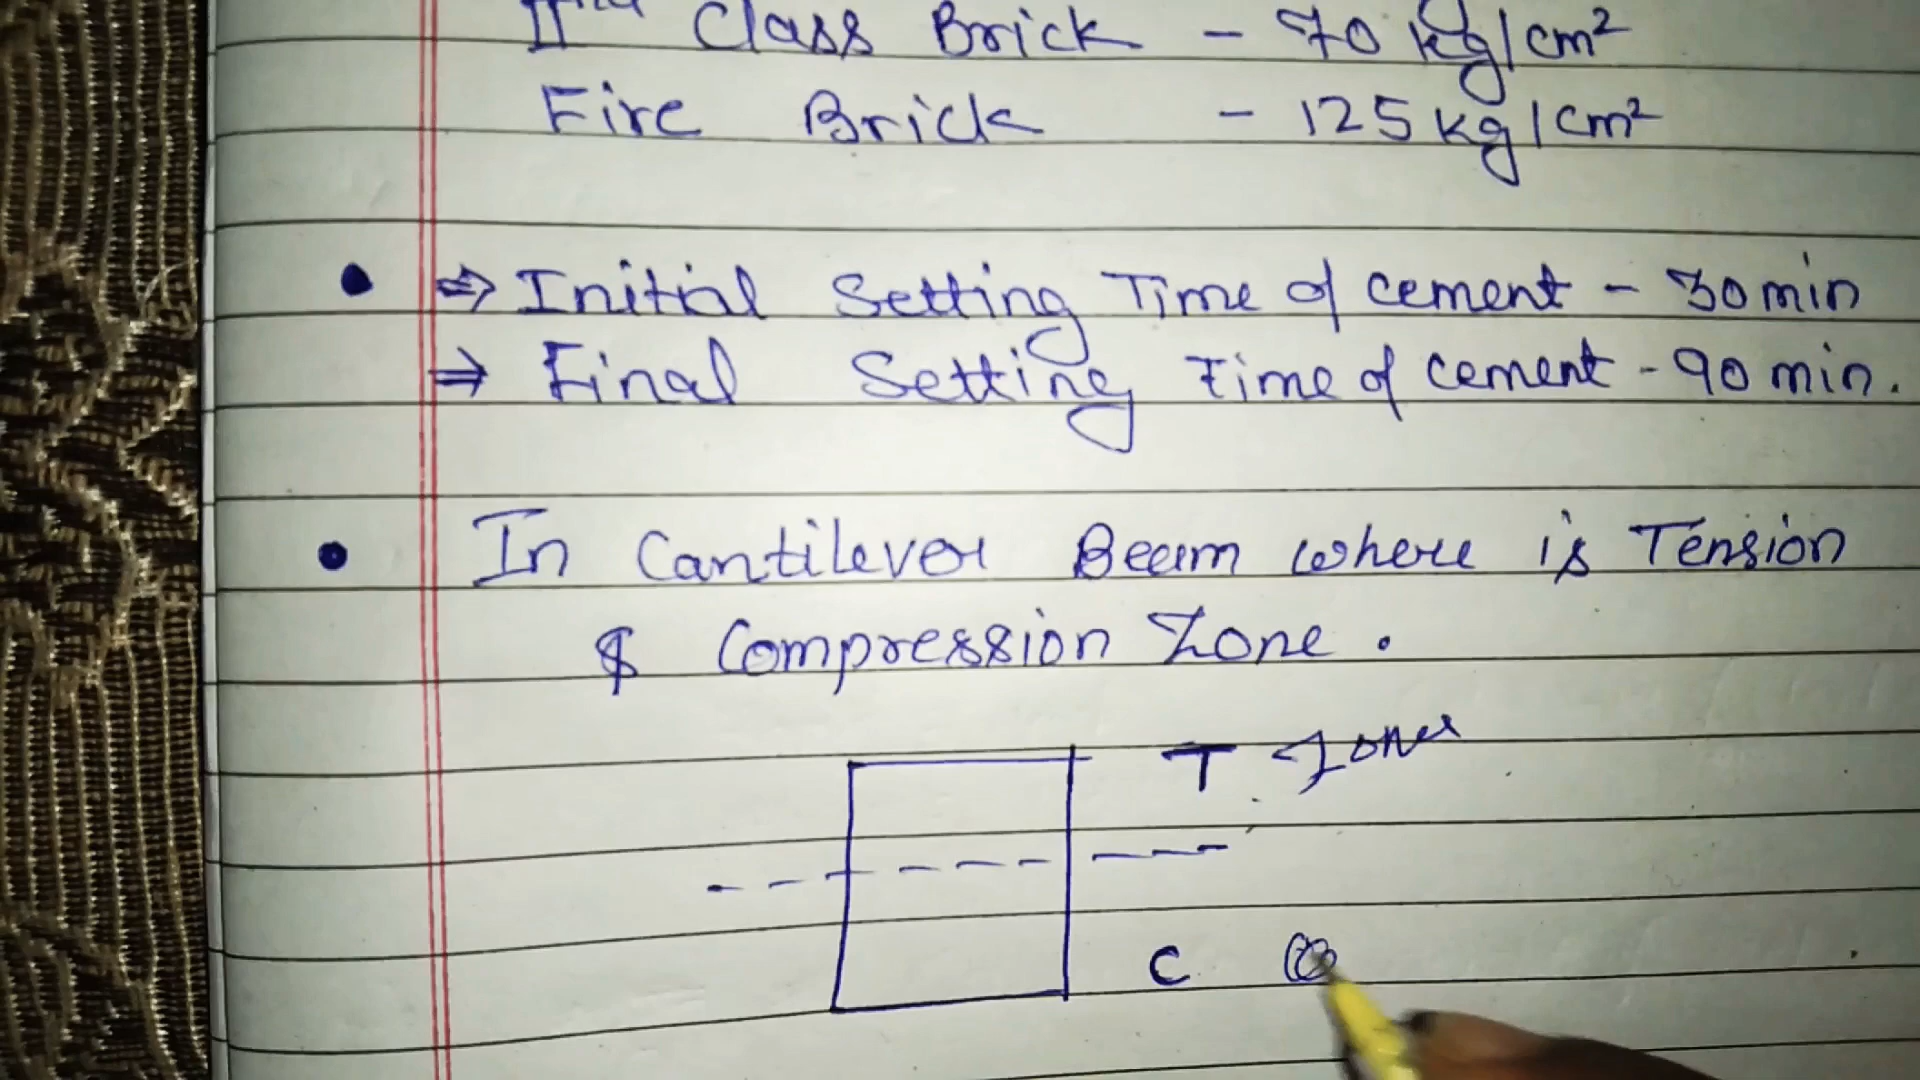 IInd Class Brick - 70 kg/cm²
Fire Brick - 125 kg/cm²
• ⇒ Initial Setting Time of cement - 30 min
⇒ Final Setting Time of cement - 90 min.
• In Cantilever Beam where is Tension
& Compression Zone.
T Zone
C